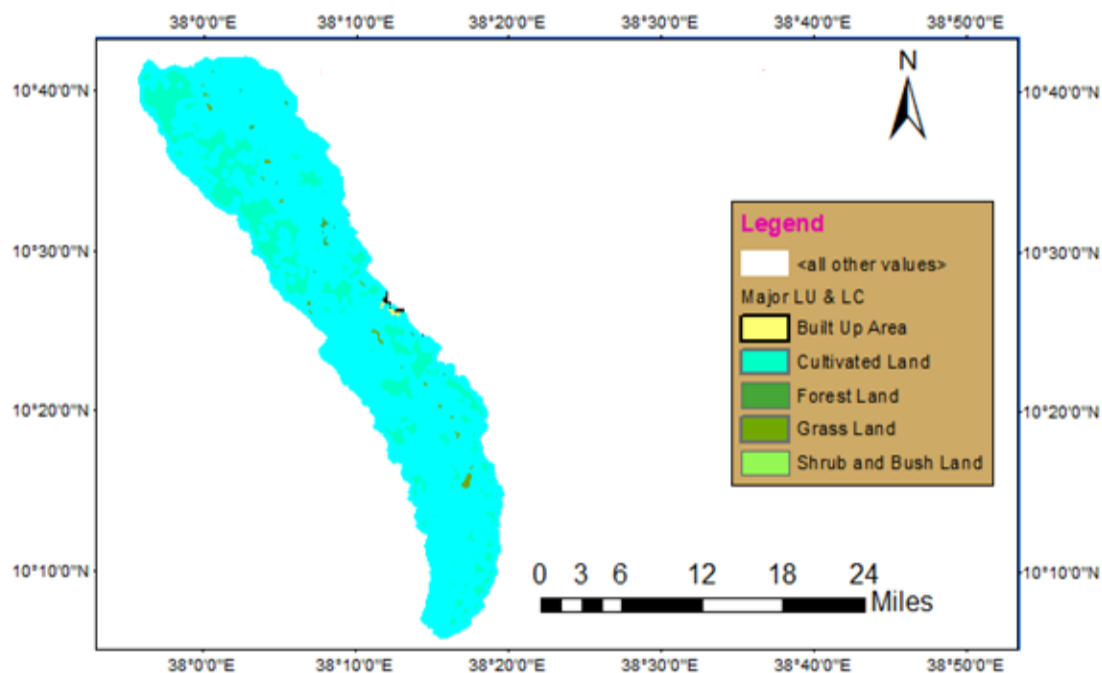 38°0'0"E 38°10'0"E 38°20'0"E 38°30'0"E 38°40'0"E 38°50'0"E
N
10°40'0"N 10°40'0"N
10°30'0"N 10°30'0"N
10°20'0"N 10°20'0"N
10°10'0"N 10°10'0"N
Legend
<all other values>
Major LU & LC
Built Up Area
Cultivated Land
Forest Land
Grass Land
Shrub and Bush Land
0 3 6 12 18 24
Miles
38°0'0"E 38°10'0"E 38°20'0"E 38°30'0"E 38°40'0"E 38°50'0"E